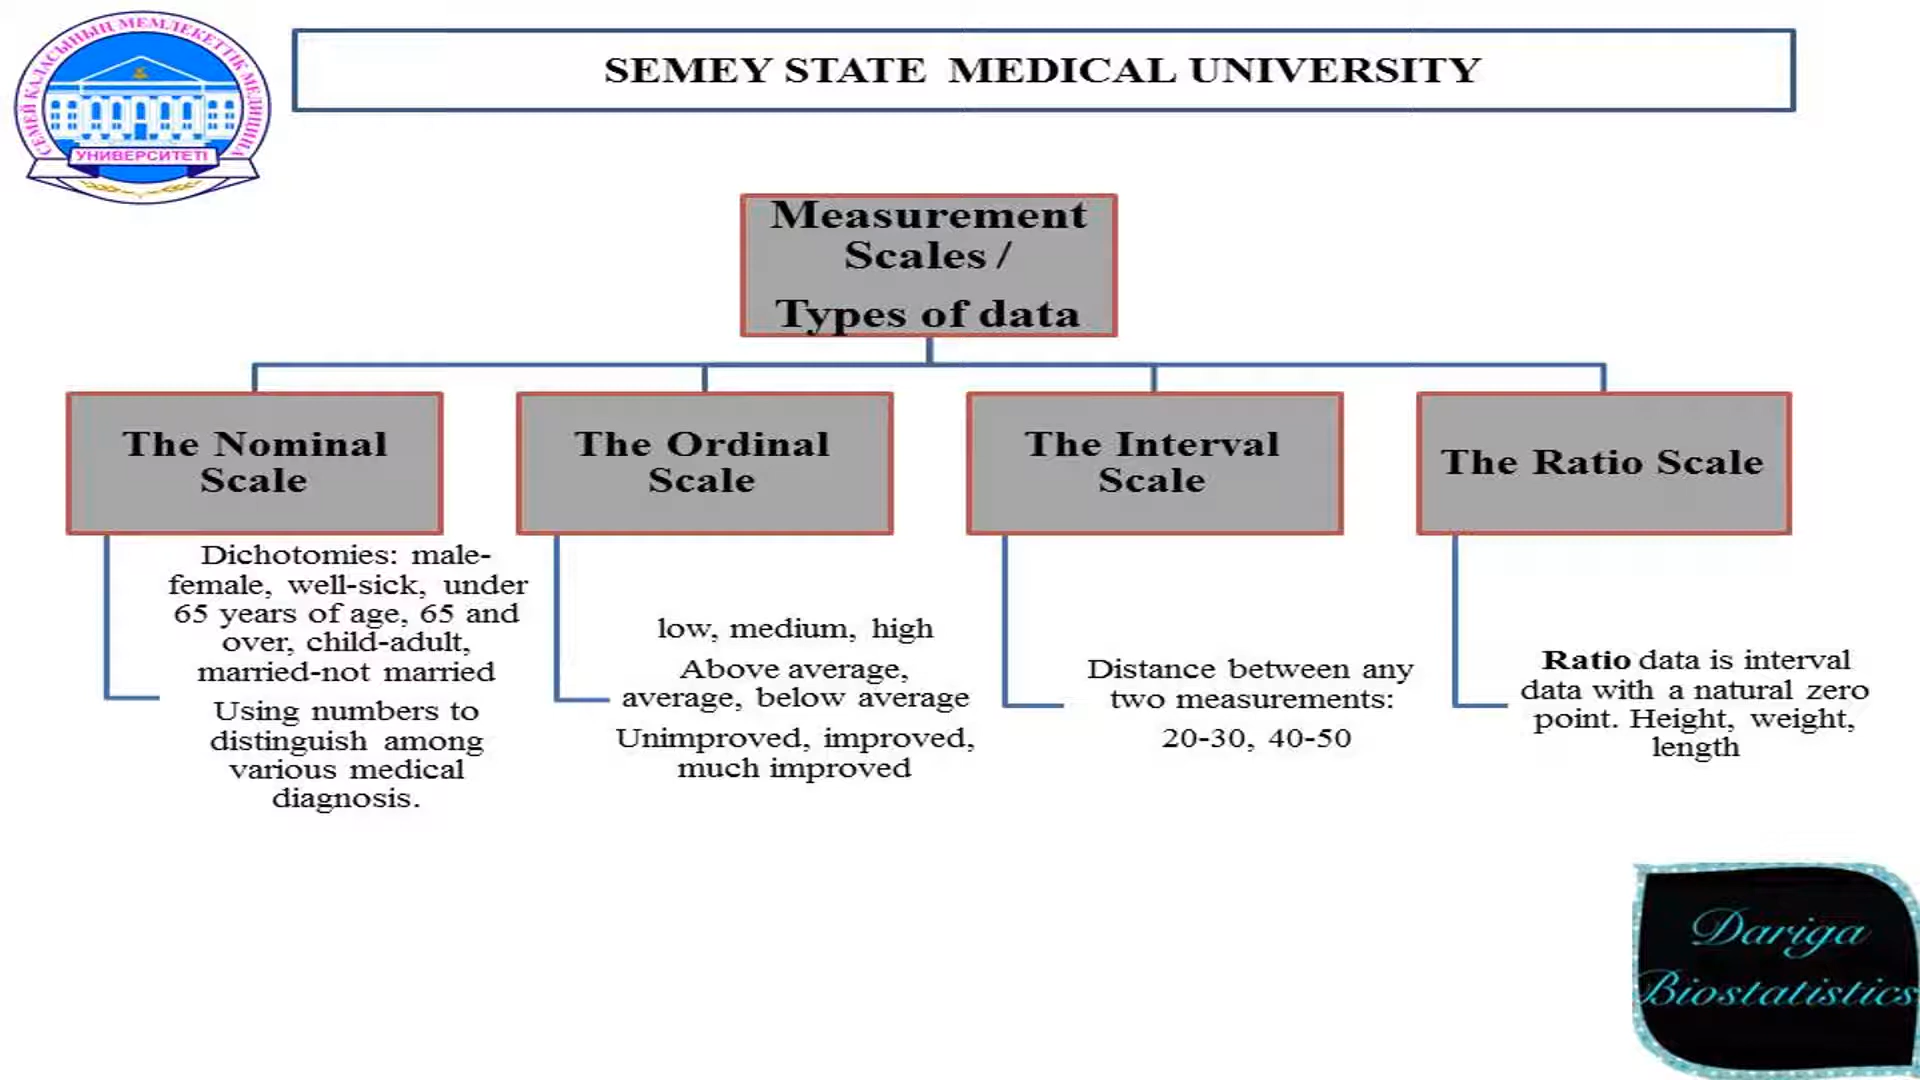 СЕМЕЙ ҚАЛАСЫНЫҢ МЕМЛЕКЕТТІК МЕДИЦИНА
УНИВЕРСИТЕТІ
SEMEY STATE MEDICAL UNIVERSITY
Measurement
Scales /
Types of data
The Nominal
Scale
Dichotomies: male-
female, well-sick, under
65 years of age, 65 and
over, child-adult,
married-not married
Using numbers to
distinguish among
various medical
diagnosis.
The Ordinal
Scale
low, medium, high
Above average,
average, below average
Unimproved, improved,
much improved
The Interval
Scale
Distance between any
two measurements:
20-30, 40-50
The Ratio Scale
Ratio data is interval
data with a natural zero
point. Height, weight,
length
Dariga
Biostatistics